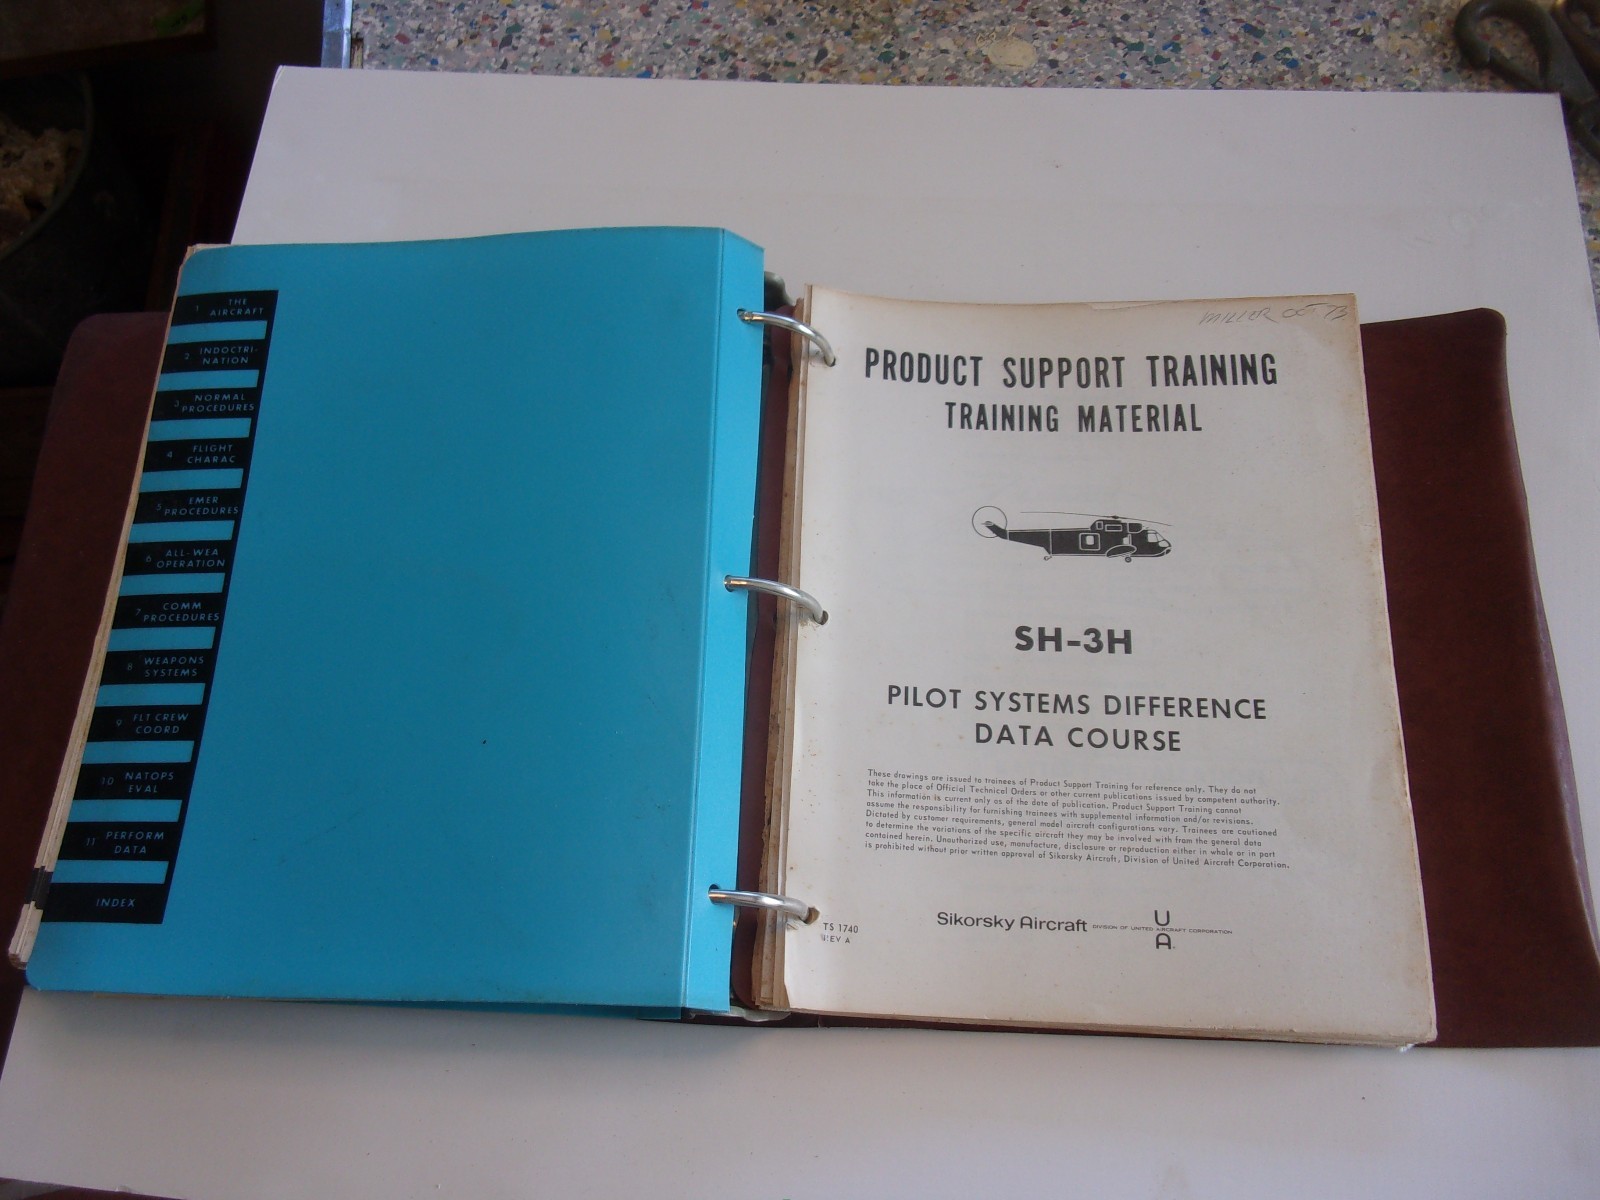 1 THE
AIRCRAFT
2 INDOCTRI-
NATION
3 NORMAL
PROCEDURES
4 FLIGHT
CHARAC
5 EMER
PROCEDURES
6 ALL-WEA
OPERATION
7 COMM
PROCEDURES
8 WEAPONS
SYSTEMS
9 FLT CREW
COORD
10 NATOPS
EVAL
11 PERFORM
DATA
INDEX
MILLER
PRODUCT SUPPORT TRAINING
TRAINING MATERIAL
SH-3H
PILOT SYSTEMS DIFFERENCE
DATA COURSE
These drawings are issued to trainees of Product Support Training for reference only. They do not
take the place of Official Technical Orders or other current publications issued by competent authority.
This information is current only as of the date of publication. Product Support Training cannot
assume the responsibility for furnishing trainees with supplemental information and/or revisions.
Dictated by customer requirements, general model aircraft configurations vary. Trainees are cautioned
to determine the variations of the specific aircraft they may be involved with from the general data
contained herein. Unauthorized use, manufacture, disclosure or reproduction either in whole or in part
is prohibited without prior written approval of Sikorsky Aircraft, Division of United Aircraft Corporation.
Sikorsky Aircraft DIVISION OF UNITED AIRCRAFT CORPORATION
U
A
TS 1740
REV A